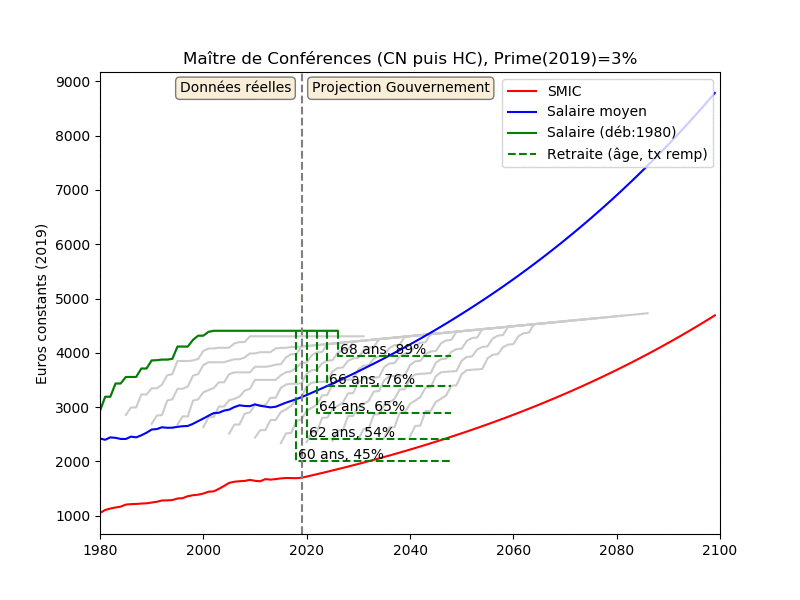 Maître de Conférences (CN puis HC), Prime(2019)=3%
Données réelles
Projection Gouvernement
SMIC
Salaire moyen
Salaire (déb:1980)
Retraite (âge, tx remp)
Euros constants (2019)
9000
8000
7000
6000
5000
4000
3000
2000
1000
68 ans, 89%
66 ans, 76%
64 ans, 65%
62 ans, 54%
60 ans, 45%
1980 2000 2020 2040 2060 2080 2100